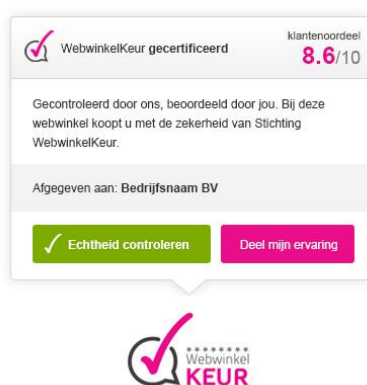 WebwinkelKeur gecertificeerd
klantenoordeel
8.6/10
Gecontroleerd door ons, beoordeeld door jou. Bij deze
webwinkel koopt u met de zekerheid van Stichting
WebwinkelKeur.
Afgegeven aan: Bedrijfsnaam BV
Echtheid controleren
Deel mijn ervaring
Webwinkel
KEUR